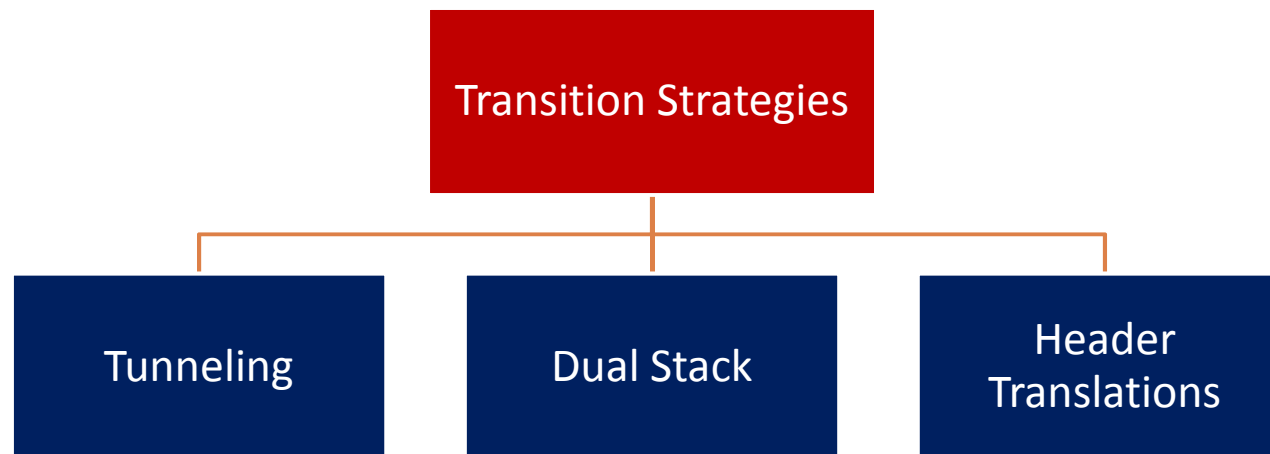 Transition Strategies
Tunneling
Dual Stack
Header
Translations